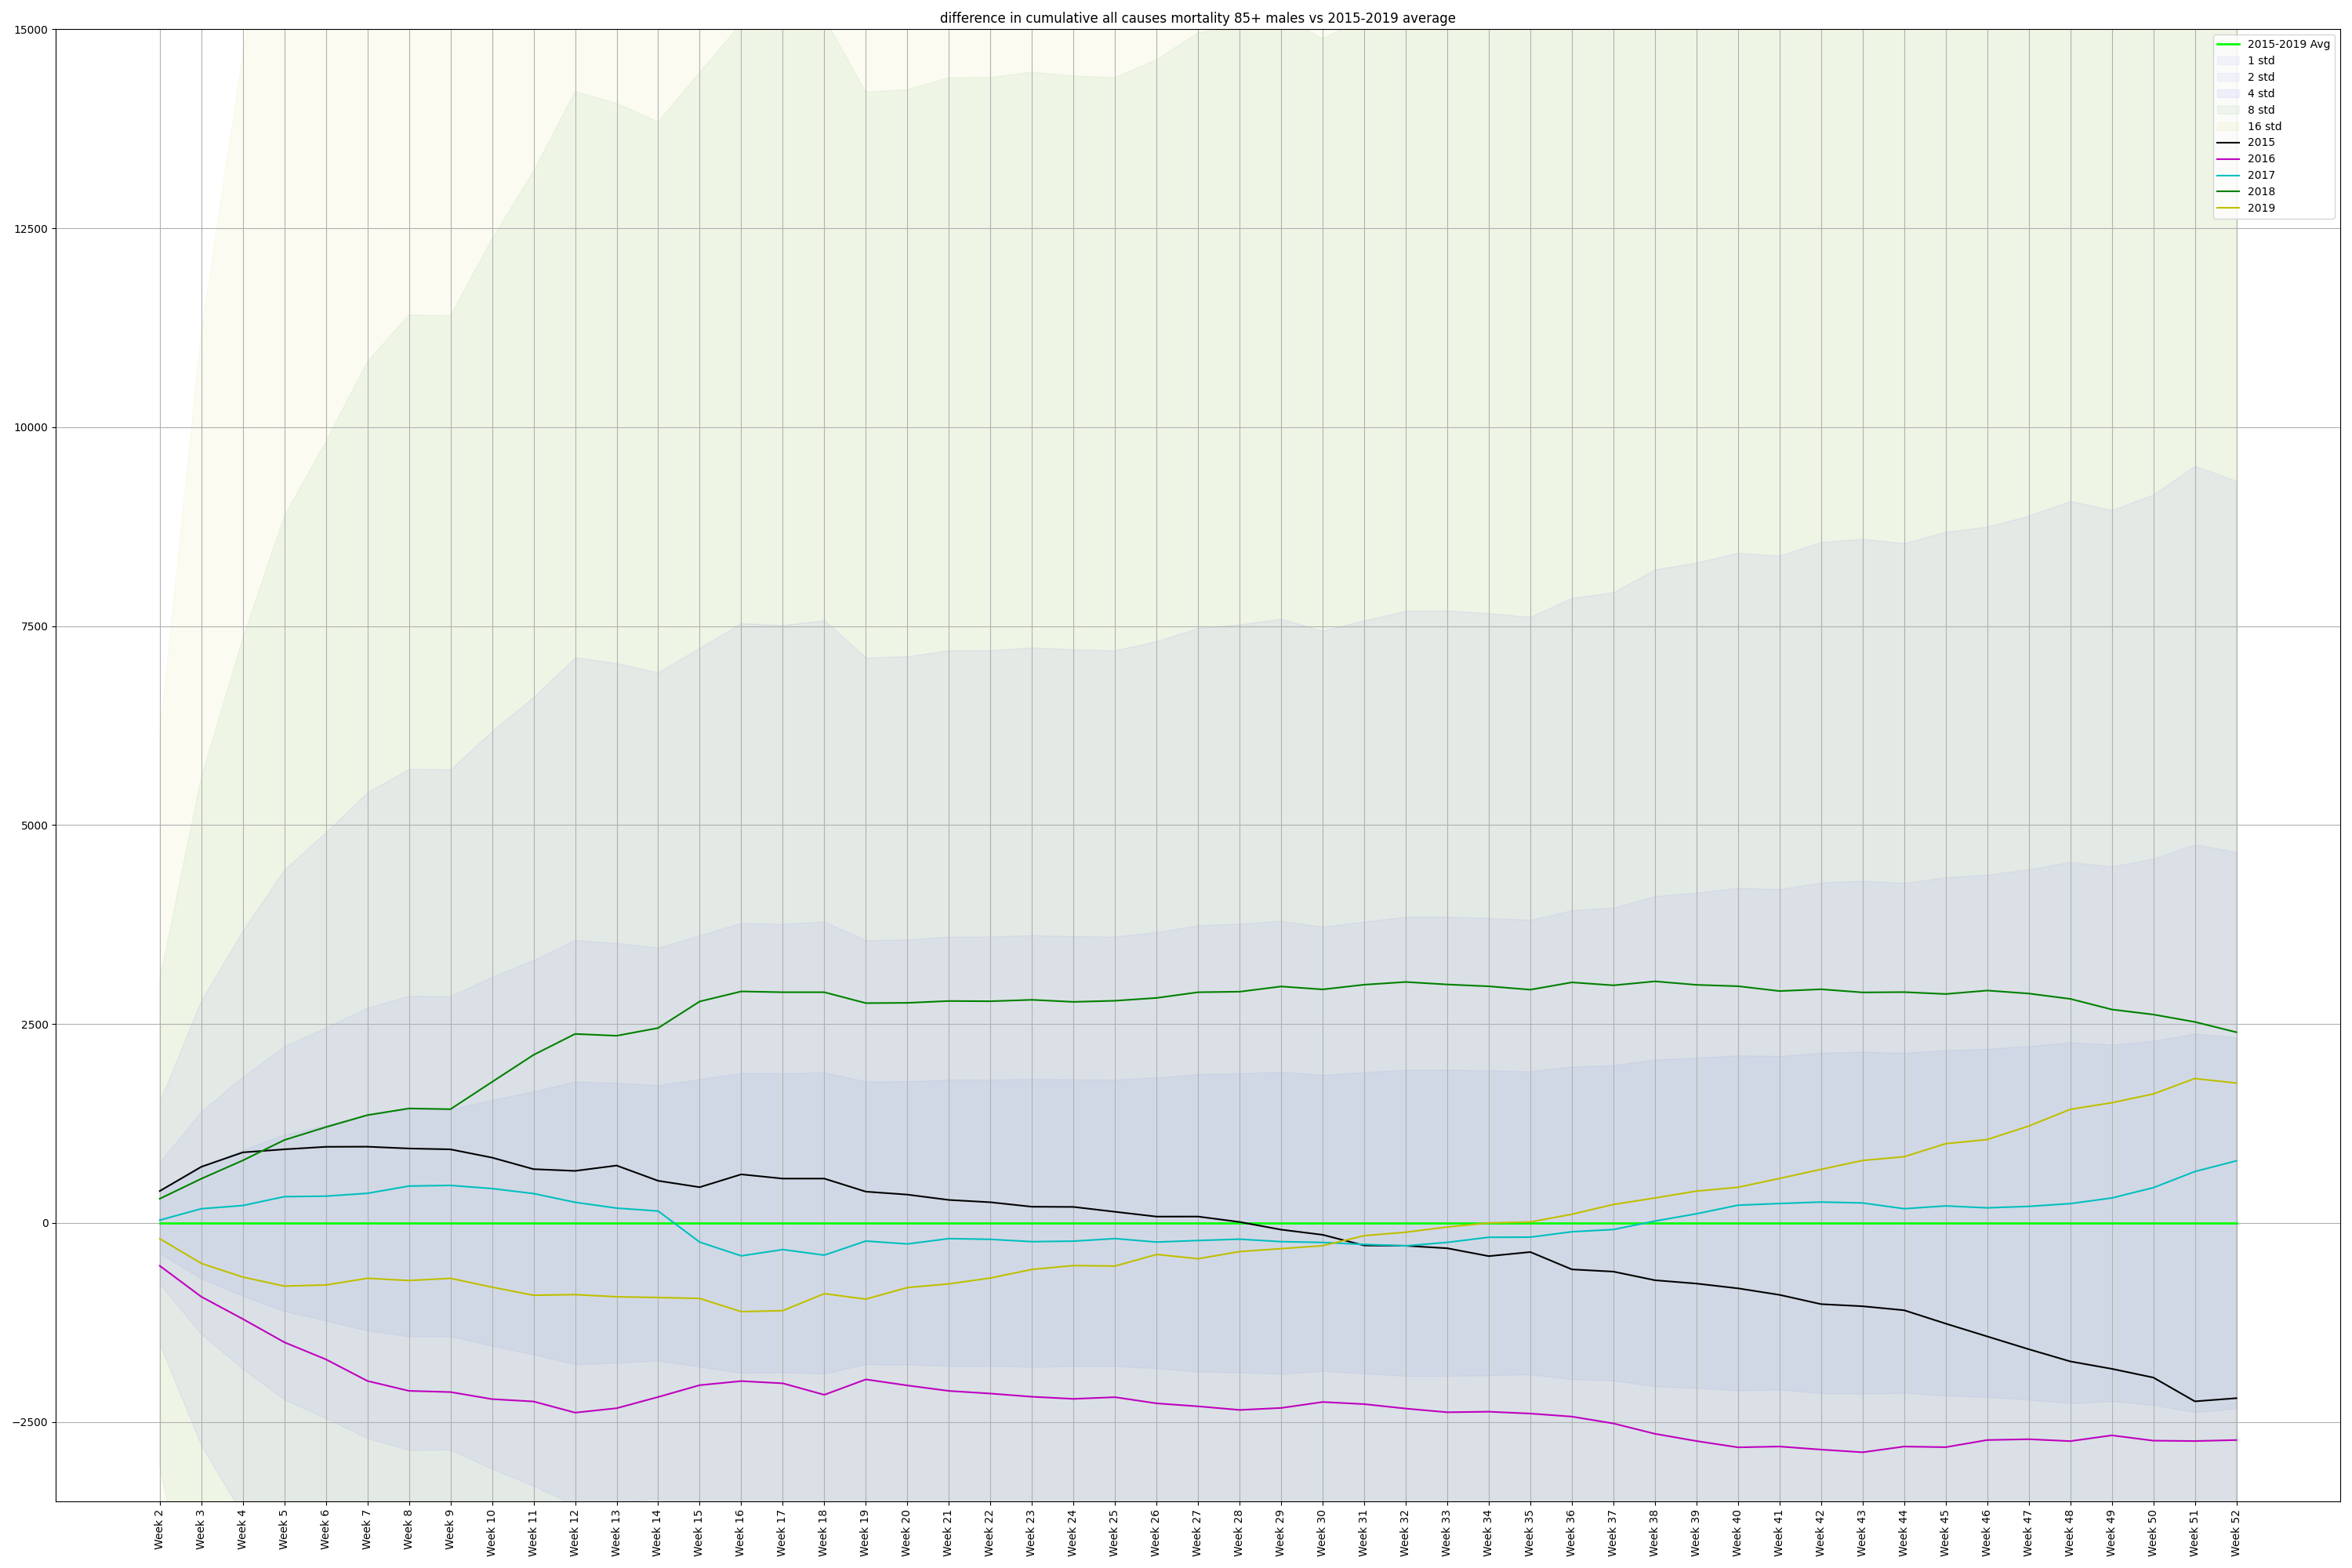 difference in cumulative all causes mortality 85+ males vs 2015-2019 average
15000
12500
10000
7500
5000
2500
0
−2500
2015-2019 Avg
1 std
2 std
4 std
8 std
16 std
2015
2016
2017
2018
2019
Week 2
Week 3
Week 4
Week 5
Week 6
Week 7
Week 8
Week 9
Week 10
Week 11
Week 12
Week 13
Week 14
Week 15
Week 16
Week 17
Week 18
Week 19
Week 20
Week 21
Week 22
Week 23
Week 24
Week 25
Week 26
Week 27
Week 28
Week 29
Week 30
Week 31
Week 32
Week 33
Week 34
Week 35
Week 36
Week 37
Week 38
Week 39
Week 40
Week 41
Week 42
Week 43
Week 44
Week 45
Week 46
Week 47
Week 48
Week 49
Week 50
Week 51
Week 52